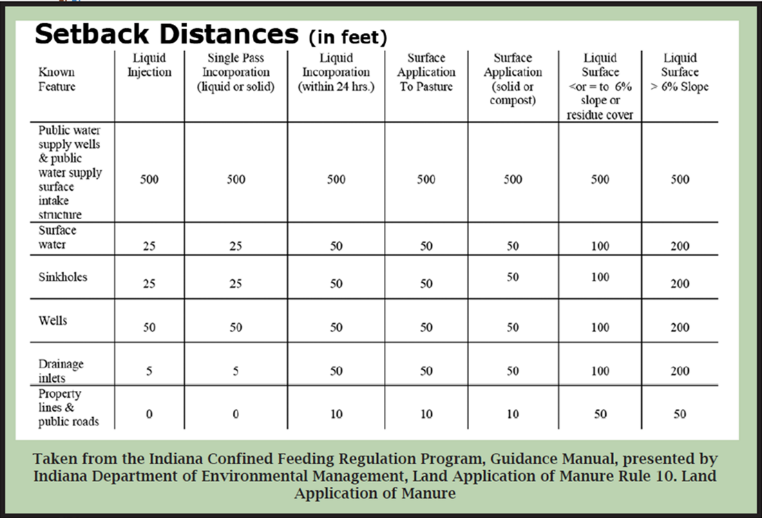 Setback Distances (in feet)
Known Feature | Liquid Injection | Single Pass Incorporation (liquid or solid) | Liquid Incorporation (within 24 hrs.) | Surface Application To Pasture | Surface Application (solid or compost) | Liquid Surface <or = to 6% slope or residue cover | Liquid Surface > 6% Slope
Public water supply wells & public water supply surface intake structure | 500 | 500 | 500 | 500 | 500 | 500 | 500
Surface water | 25 | 25 | 50 | 50 | 50 | 100 | 200
Sinkholes | 25 | 25 | 50 | 50 | 50 | 100 | 200
Wells | 50 | 50 | 50 | 50 | 50 | 100 | 200
Drainage inlets | 5 | 5 | 50 | 50 | 50 | 100 | 200
Property lines & public roads | 0 | 0 | 10 | 10 | 10 | 50 | 50
Taken from the Indiana Confined Feeding Regulation Program, Guidance Manual, presented by
Indiana Department of Environmental Management, Land Application of Manure Rule 10. Land
Application of Manure